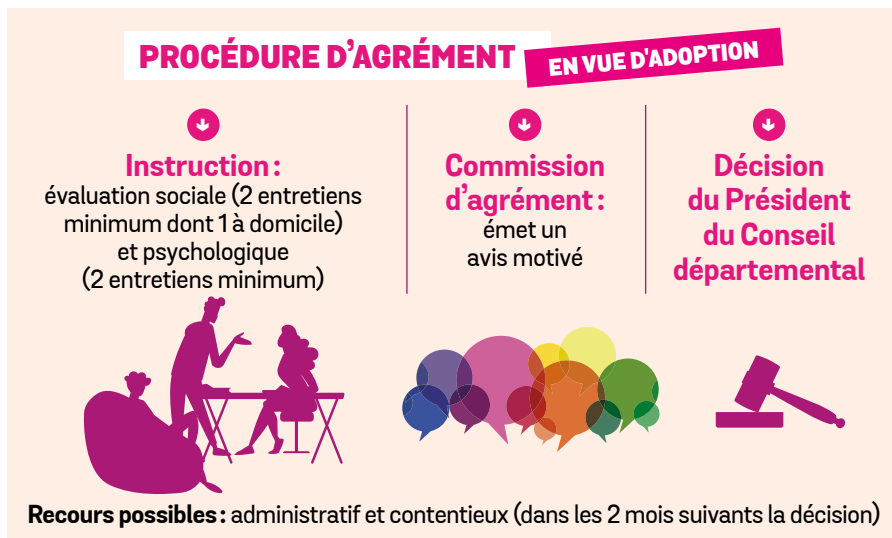 PROCÉDURE D'AGRÉMENT
EN VUE D'ADOPTION
Instruction :
évaluation sociale (2 entretiens
minimum dont 1 à domicile)
et psychologique
(2 entretiens minimum)
Commission
d'agrément :
émet un
avis motivé
Décision
du Président
du Conseil
départemental
Recours possibles : administratif et contentieux (dans les 2 mois suivants la décision)